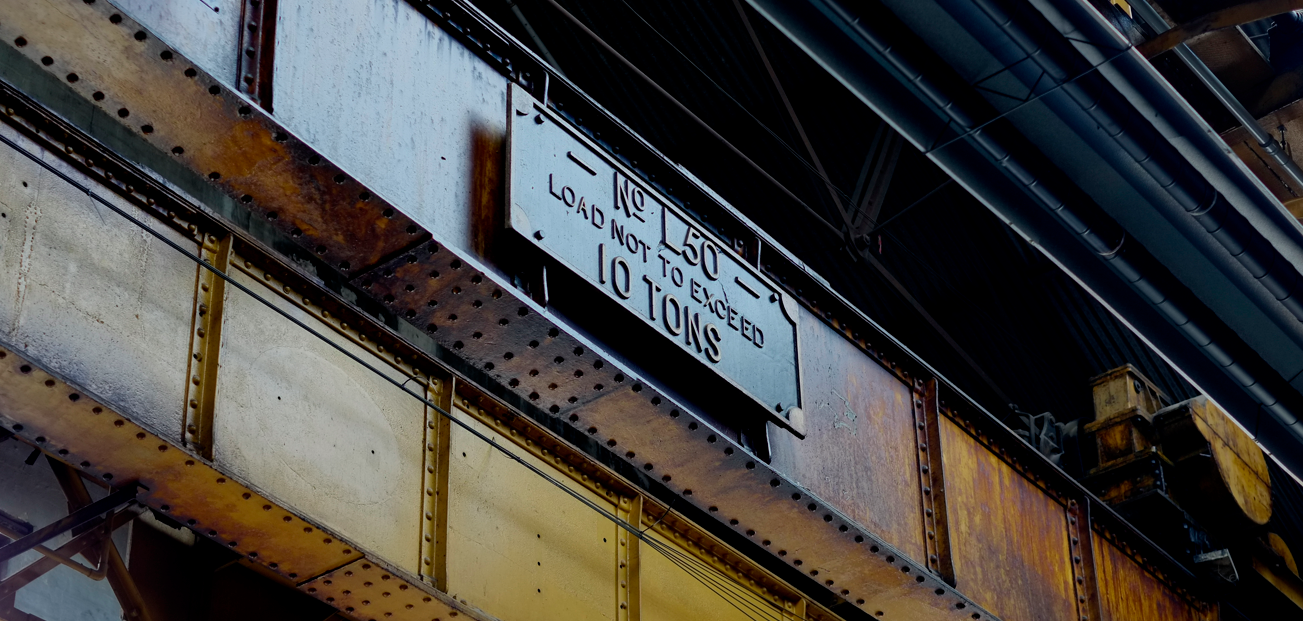 — Nº L50 —
LOAD NOT TO EXCEED
10 TONS